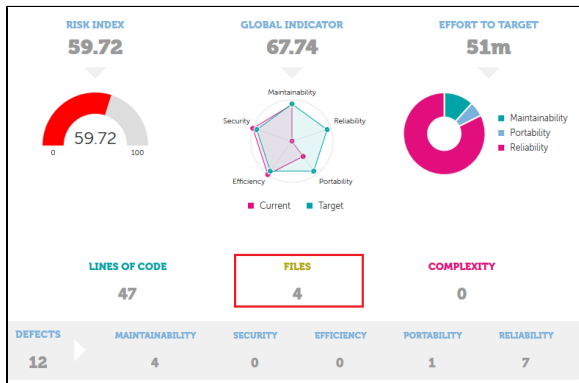 RISK INDEX
59.72
GLOBAL INDICATOR
67.74
EFFORT TO TARGET
51m
59.72
0
100
Maintainability
Security
Reliability
Efficiency
Portability
Current
Target
Maintainability
Portability
Reliability
LINES OF CODE
47
FILES
4
COMPLEXITY
0
DEFECTS
12
MAINTAINABILITY
4
SECURITY
0
EFFICIENCY
0
PORTABILITY
1
RELIABILITY
7